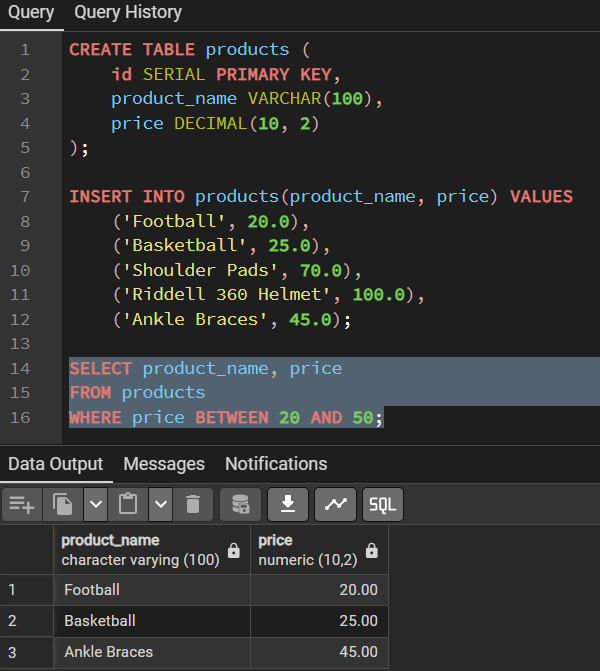 Query Query History
1 CREATE TABLE products (
2 id SERIAL PRIMARY KEY,
3 product_name VARCHAR(100),
4 price DECIMAL(10, 2)
5 );
6
7 INSERT INTO products(product_name, price) VALUES
8 ('Football', 20.0),
9 ('Basketball', 25.0),
10 ('Shoulder Pads', 70.0),
11 ('Riddell 360 Helmet', 100.0),
12 ('Ankle Braces', 45.0);
13
14 SELECT product_name, price
15 FROM products
16 WHERE price BETWEEN 20 AND 50;
Data Output Messages Notifications
SQL
product_name price
character varying (100) numeric (10,2)
1 Football 20.00
2 Basketball 25.00
3 Ankle Braces 45.00